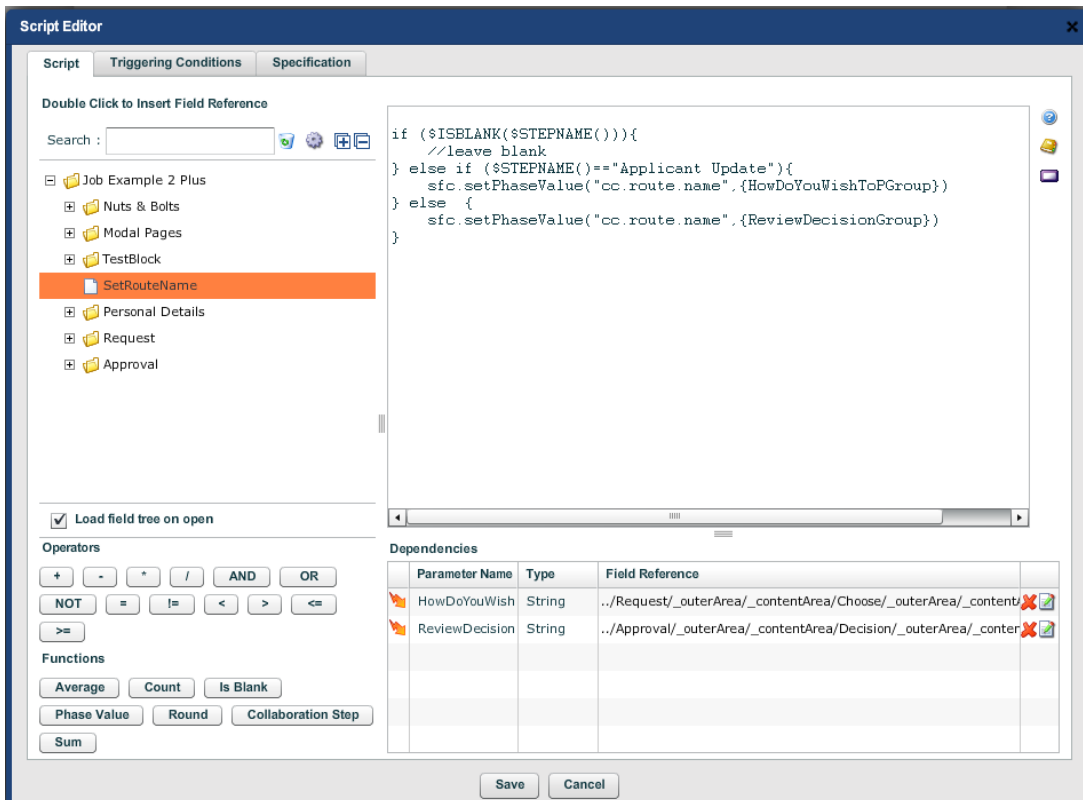 Script Editor
Script Triggering Conditions Specification
Double Click to Insert Field Reference
Search :
Job Example 2 Plus
Nuts & Bolts
Modal Pages
TestBlock
SetRouteName
Personal Details
Request
Approval
Load field tree on open
Operators
+ - * / AND OR
NOT = != < > <=
>=
Functions
Average Count Is Blank
Phase Value Round Collaboration Step
Sum
if ($ISBLANK($STEPNAME())){
//leave blank
} else if ($STEPNAME()=="Applicant Update"){
sfc.setPhaseValue("cc.route.name",{HowDoYouWishToPGroup})
} else {
sfc.setPhaseValue("cc.route.name",{ReviewDecisionGroup})
}
Dependencies
Parameter Name Type Field Reference
HowDoYouWish String ../Request/_outerArea/_contentArea/Choose/_outerArea/_content
ReviewDecision String ../Approval/_outerArea/_contentArea/Decision/_outerArea/_conten
Save Cancel